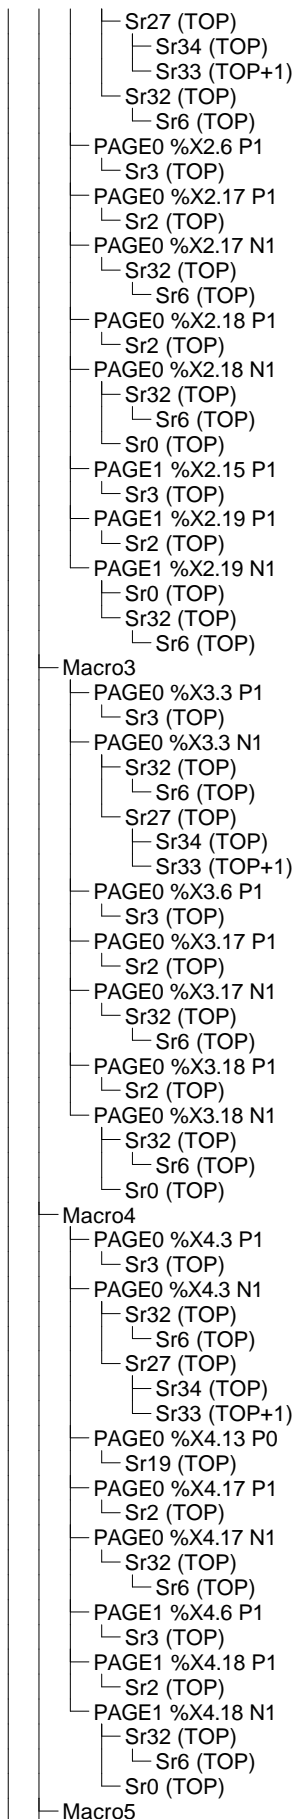 Sr27 (TOP)
Sr34 (TOP)
Sr33 (TOP+1)
Sr32 (TOP)
Sr6 (TOP)
PAGE0 %X2.6 P1
Sr3 (TOP)
PAGE0 %X2.17 P1
Sr2 (TOP)
PAGE0 %X2.17 N1
Sr32 (TOP)
Sr6 (TOP)
PAGE0 %X2.18 P1
Sr2 (TOP)
PAGE0 %X2.18 N1
Sr32 (TOP)
Sr6 (TOP)
Sr0 (TOP)
PAGE1 %X2.15 P1
Sr3 (TOP)
PAGE1 %X2.19 P1
Sr2 (TOP)
PAGE1 %X2.19 N1
Sr0 (TOP)
Sr32 (TOP)
Sr6 (TOP)
Macro3
PAGE0 %X3.3 P1
Sr3 (TOP)
PAGE0 %X3.3 N1
Sr32 (TOP)
Sr6 (TOP)
Sr27 (TOP)
Sr34 (TOP)
Sr33 (TOP+1)
PAGE0 %X3.6 P1
Sr3 (TOP)
PAGE0 %X3.17 P1
Sr2 (TOP)
PAGE0 %X3.17 N1
Sr32 (TOP)
Sr6 (TOP)
PAGE0 %X3.18 P1
Sr2 (TOP)
PAGE0 %X3.18 N1
Sr32 (TOP)
Sr6 (TOP)
Sr0 (TOP)
Macro4
PAGE0 %X4.3 P1
Sr3 (TOP)
PAGE0 %X4.3 N1
Sr32 (TOP)
Sr6 (TOP)
Sr27 (TOP)
Sr34 (TOP)
Sr33 (TOP+1)
PAGE0 %X4.13 P0
Sr19 (TOP)
PAGE0 %X4.17 P1
Sr2 (TOP)
PAGE0 %X4.17 N1
Sr32 (TOP)
Sr6 (TOP)
PAGE1 %X4.6 P1
Sr3 (TOP)
PAGE1 %X4.18 P1
Sr2 (TOP)
PAGE1 %X4.18 N1
Sr32 (TOP)
Sr6 (TOP)
Sr0 (TOP)
Macro5